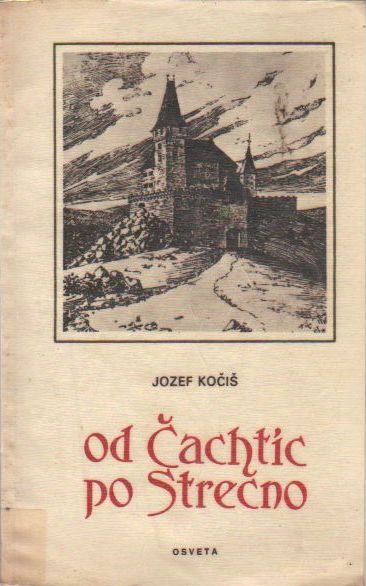 JOZEF KOČIŠ
od Čachtic
po Strečno
OSVETA